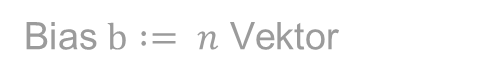 Bias b := n Vektor